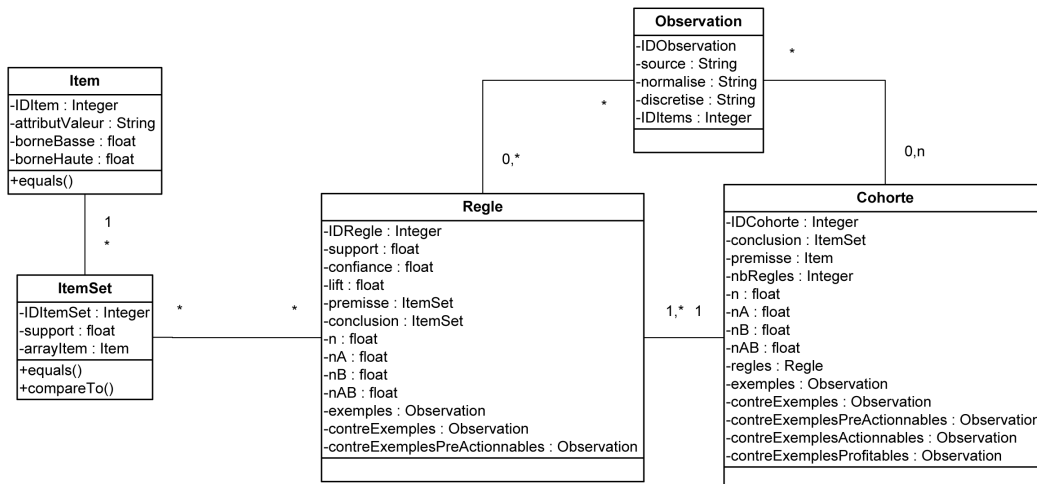 Observation
-IDObservation
-source : String
-normalise : String
-discretise : String
-IDItems : Integer
*
*
0,*
0,n
Item
-IDItem : Integer
-attributValeur : String
-borneBasse : float
-borneHaute : float
+equals()
1
*
ItemSet
-IDItemSet : Integer
-support : float
-arrayItem : Item
+equals()
+compareTo()
*
*
Regle
-IDRegle : Integer
-support : float
-confiance : float
-lift : float
-premisse : ItemSet
-conclusion : ItemSet
-n : float
-nA : float
-nB : float
-nAB : float
-exemples : Observation
-contreExemples : Observation
-contreExemplesPreActionnables : Observation
1,* 1
Cohorte
-IDCohorte : Integer
-conclusion : ItemSet
-premisse : Item
-nbRegles : Integer
-n : float
-nA : float
-nB : float
-nAB : float
-regles : Regle
-exemples : Observation
-contreExemples : Observation
-contreExemplesPreActionnables : Observation
-contreExemplesActionnables : Observation
-contreExemplesProfitables : Observation